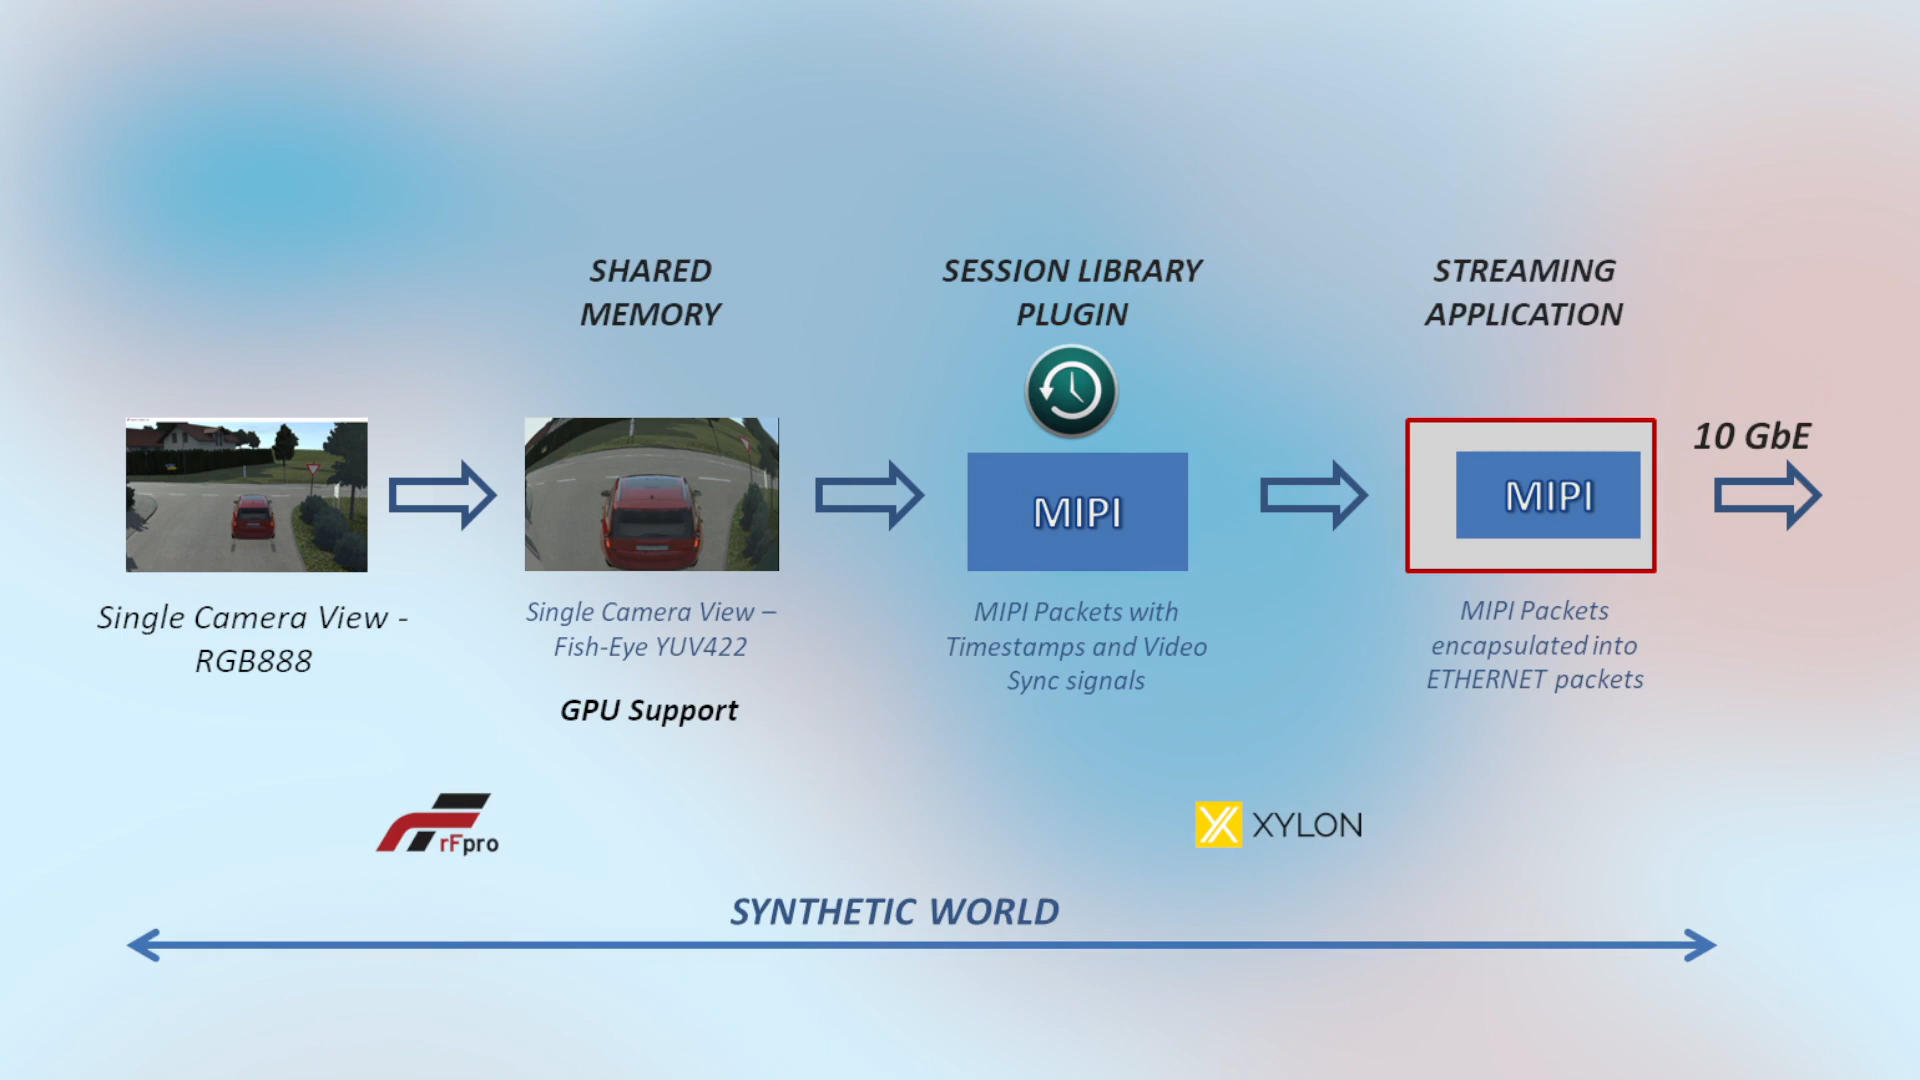 SHARED
MEMORY
SESSION LIBRARY
PLUGIN
STREAMING
APPLICATION
10 GbE
MIPI
MIPI
Single Camera View -
RGB888
Single Camera View –
Fish-Eye YUV422
GPU Support
MIPI Packets with
Timestamps and Video
Sync signals
MIPI Packets
encapsulated into
ETHERNET packets
rFpro
XYLON
SYNTHETIC WORLD